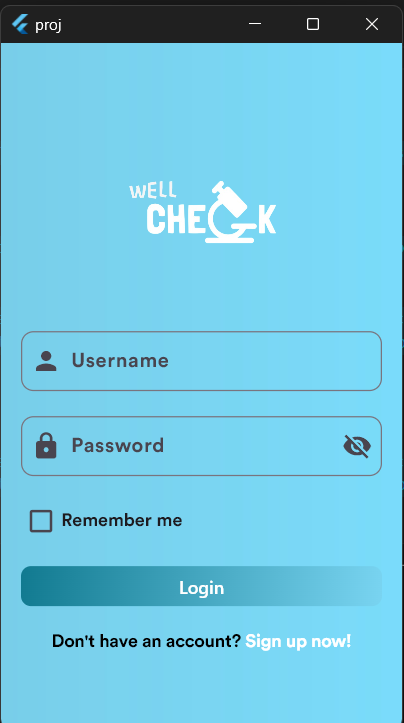 proj
WELL
CHECK
Username
Password
Remember me
Login
Don't have an account? Sign up now!